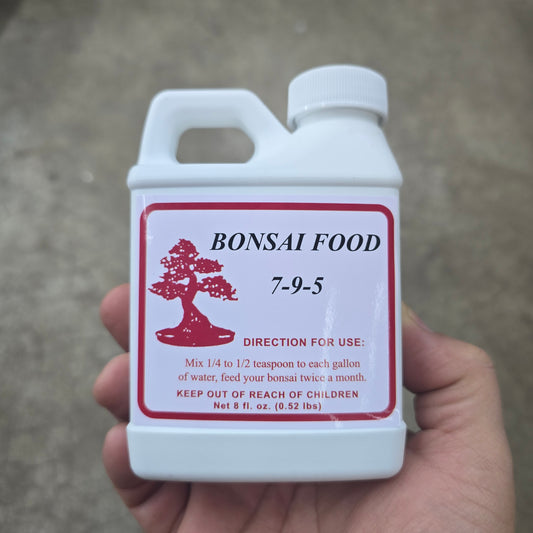 BONSAI FOOD
7-9-5
DIRECTION FOR USE:
Mix 1/4 to 1/2 teaspoon to each gallon
of water, feed your bonsai twice a month.
KEEP OUT OF REACH OF CHILDREN
Net 8 fl. oz. (0.52 lbs)